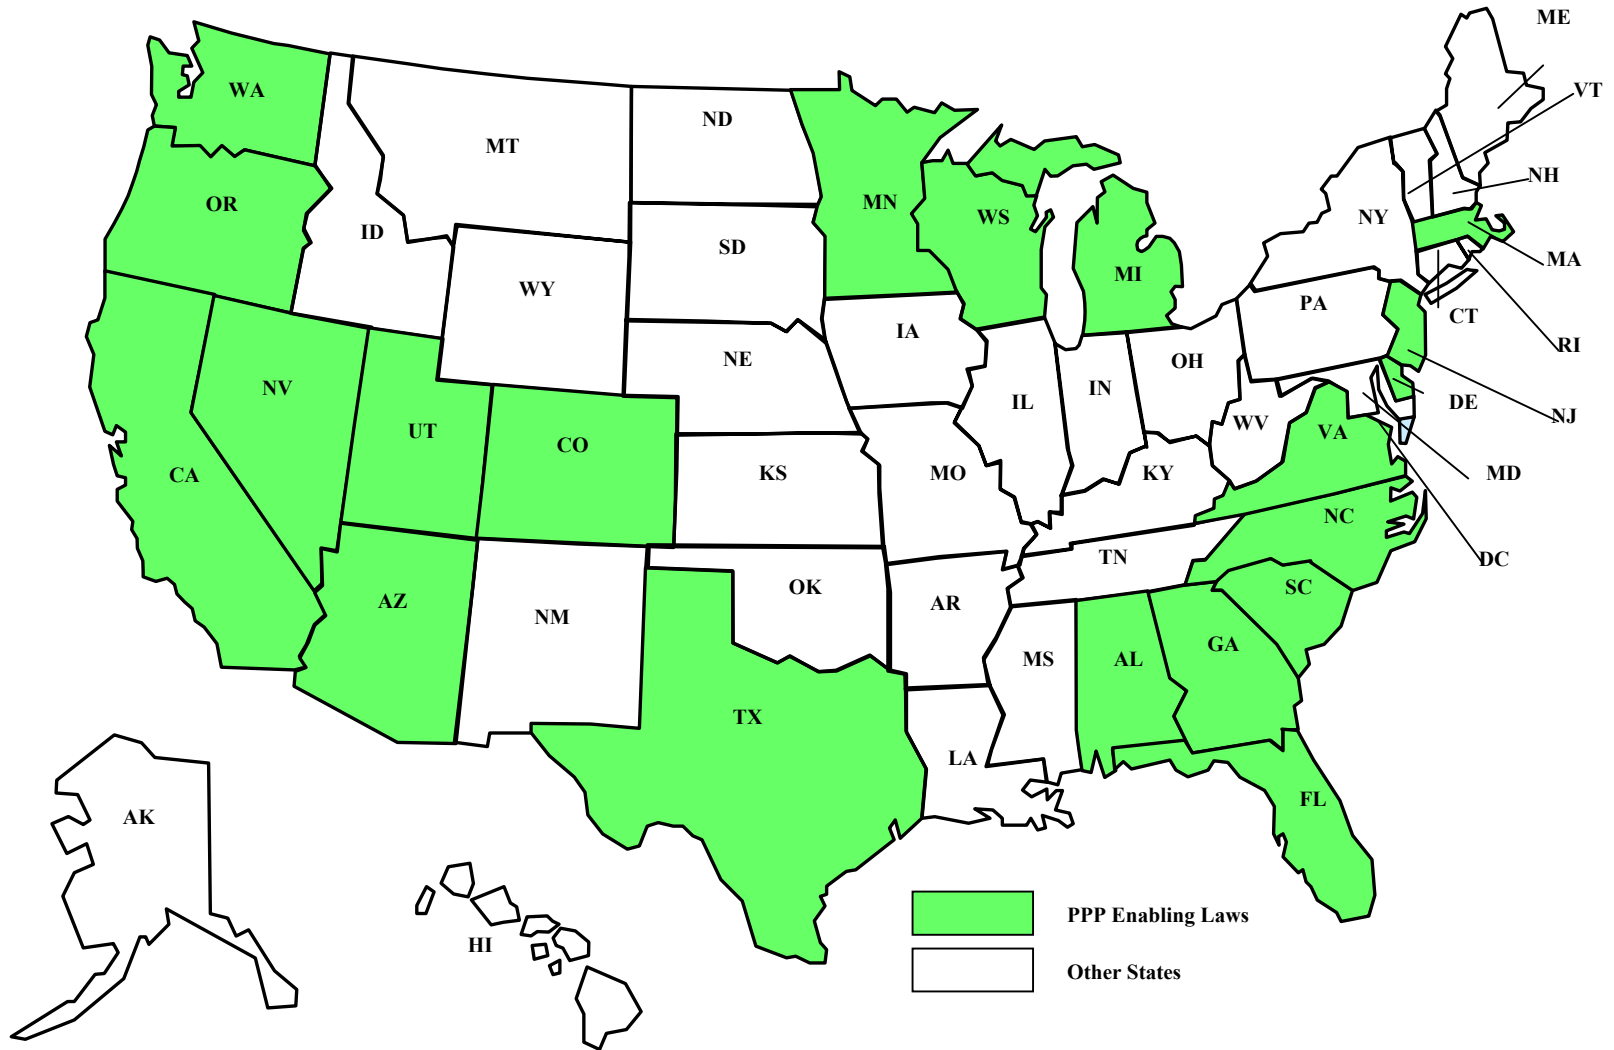 ME
WA
VT
ND
MT
NH
OR
MN
WS
NY
ID
SD
MA
MI
WY
PA
CT
IA
RI
NE
OH
NV
IN
IL
DE
NJ
UT
WV
VA
CO
CA
KS
MO
KY
MD
NC
TN
DC
OK
SC
AZ
AR
NM
GA
MS
AL
TX
LA
FL
AK
PPP Enabling Laws
HI
Other States